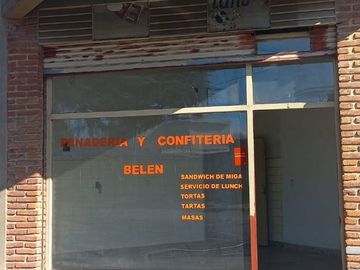 PANADERIA Y CONFITERIA
BELEN
SANDWICH DE MIGA
SERVICIO DE LUNCH
TORTAS
TARTAS
MASAS